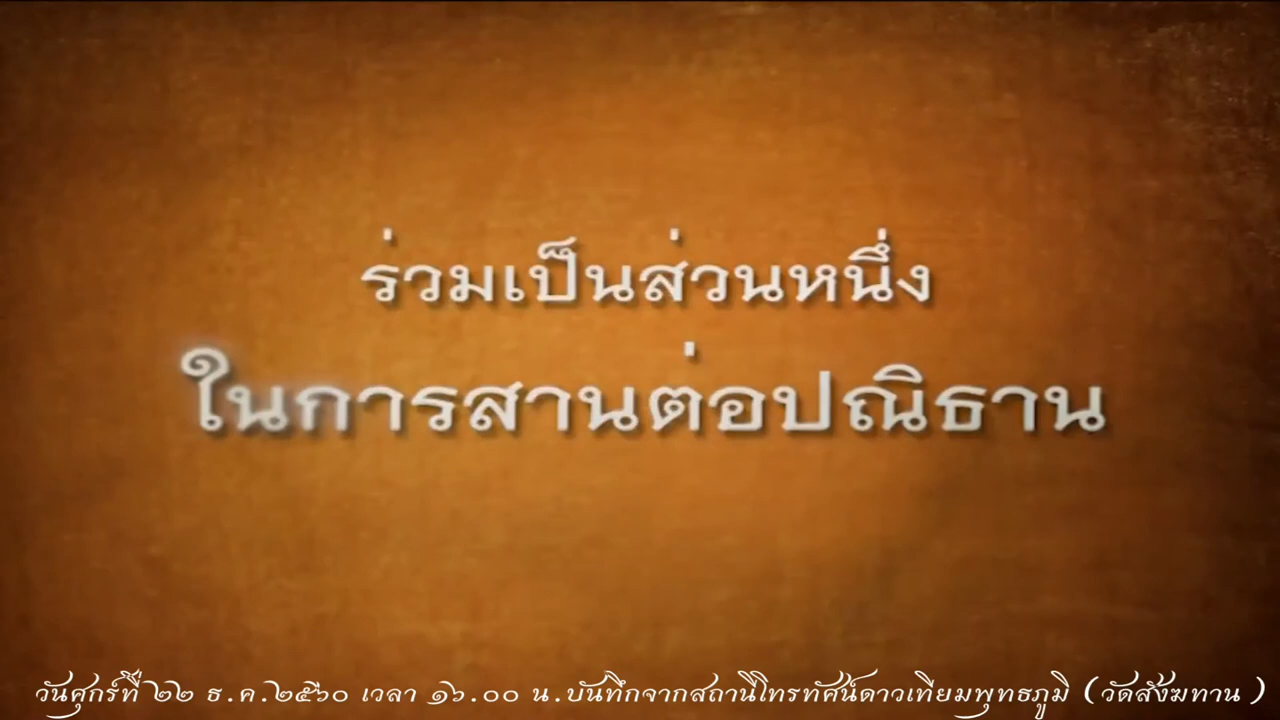 ร่วมเป็นส่วนหนึ่ง
ในการสานต่อปณิธาน
วันศุกร์ที่ ๒๒ ธ.ค.๒๕๖๐ เวลา ๑๖.๐๐ น.บันทึกจากสถานีโทรทัศน์ดาวเทียมพุทธภูมิ (วัดสังฆทาน )